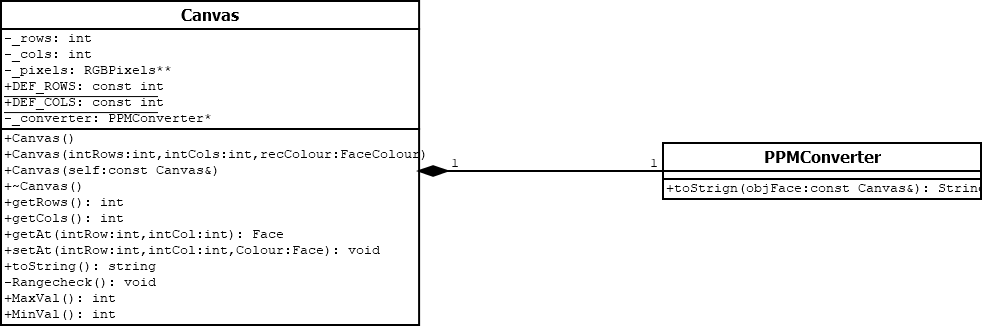 Canvas
-_rows: int
-_cols: int
-_pixels: RGBPixels**
+DEF_ROWS: const int
+DEF_COLS: const int
-_converter: PPMConverter*
+Canvas()
+Canvas(intRows:int,intCols:int,recColour:FaceColour)
+Canvas(self:const Canvas&)
+~Canvas()
+getRows(): int
+getCols(): int
+getAt(intRow:int,intCol:int): Face
+setAt(intRow:int,intCol:int,Colour:Face): void
+toString(): string
-Rangecheck(): void
+MaxVal(): int
+MinVal(): int
1 1
PPMConverter
+toStrign(objFace:const Canvas&): String